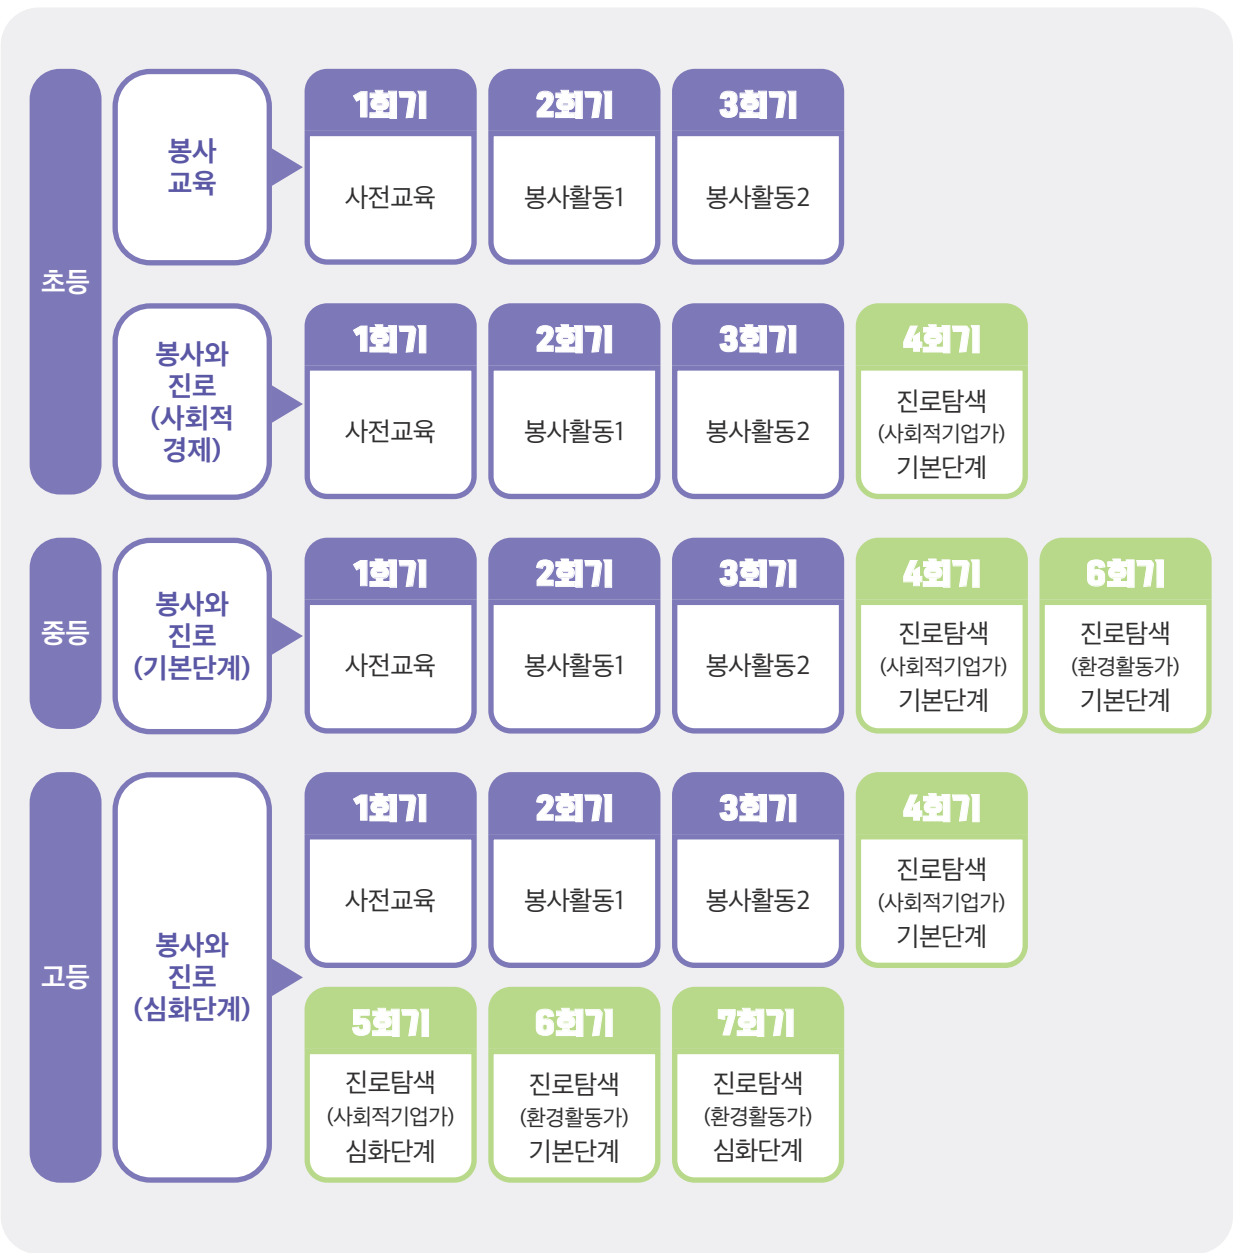 초등
봉사
교육
1회기
2회기
3회기
사전교육
봉사활동1
봉사활동2
봉사와
진로
(사회적
경제)
1회기
2회기
3회기
4회기
사전교육
봉사활동1
봉사활동2
진로탐색
(사회적기업가)
기본단계
중등
봉사와
진로
(기본단계)
1회기
2회기
3회기
4회기
6회기
사전교육
봉사활동1
봉사활동2
진로탐색
(사회적기업가)
기본단계
진로탐색
(환경활동가)
기본단계
고등
봉사와
진로
(심화단계)
1회기
2회기
3회기
4회기
사전교육
봉사활동1
봉사활동2
진로탐색
(사회적기업가)
기본단계
5회기
6회기
7회기
진로탐색
(사회적기업가)
심화단계
진로탐색
(환경활동가)
기본단계
진로탐색
(환경활동가)
심화단계